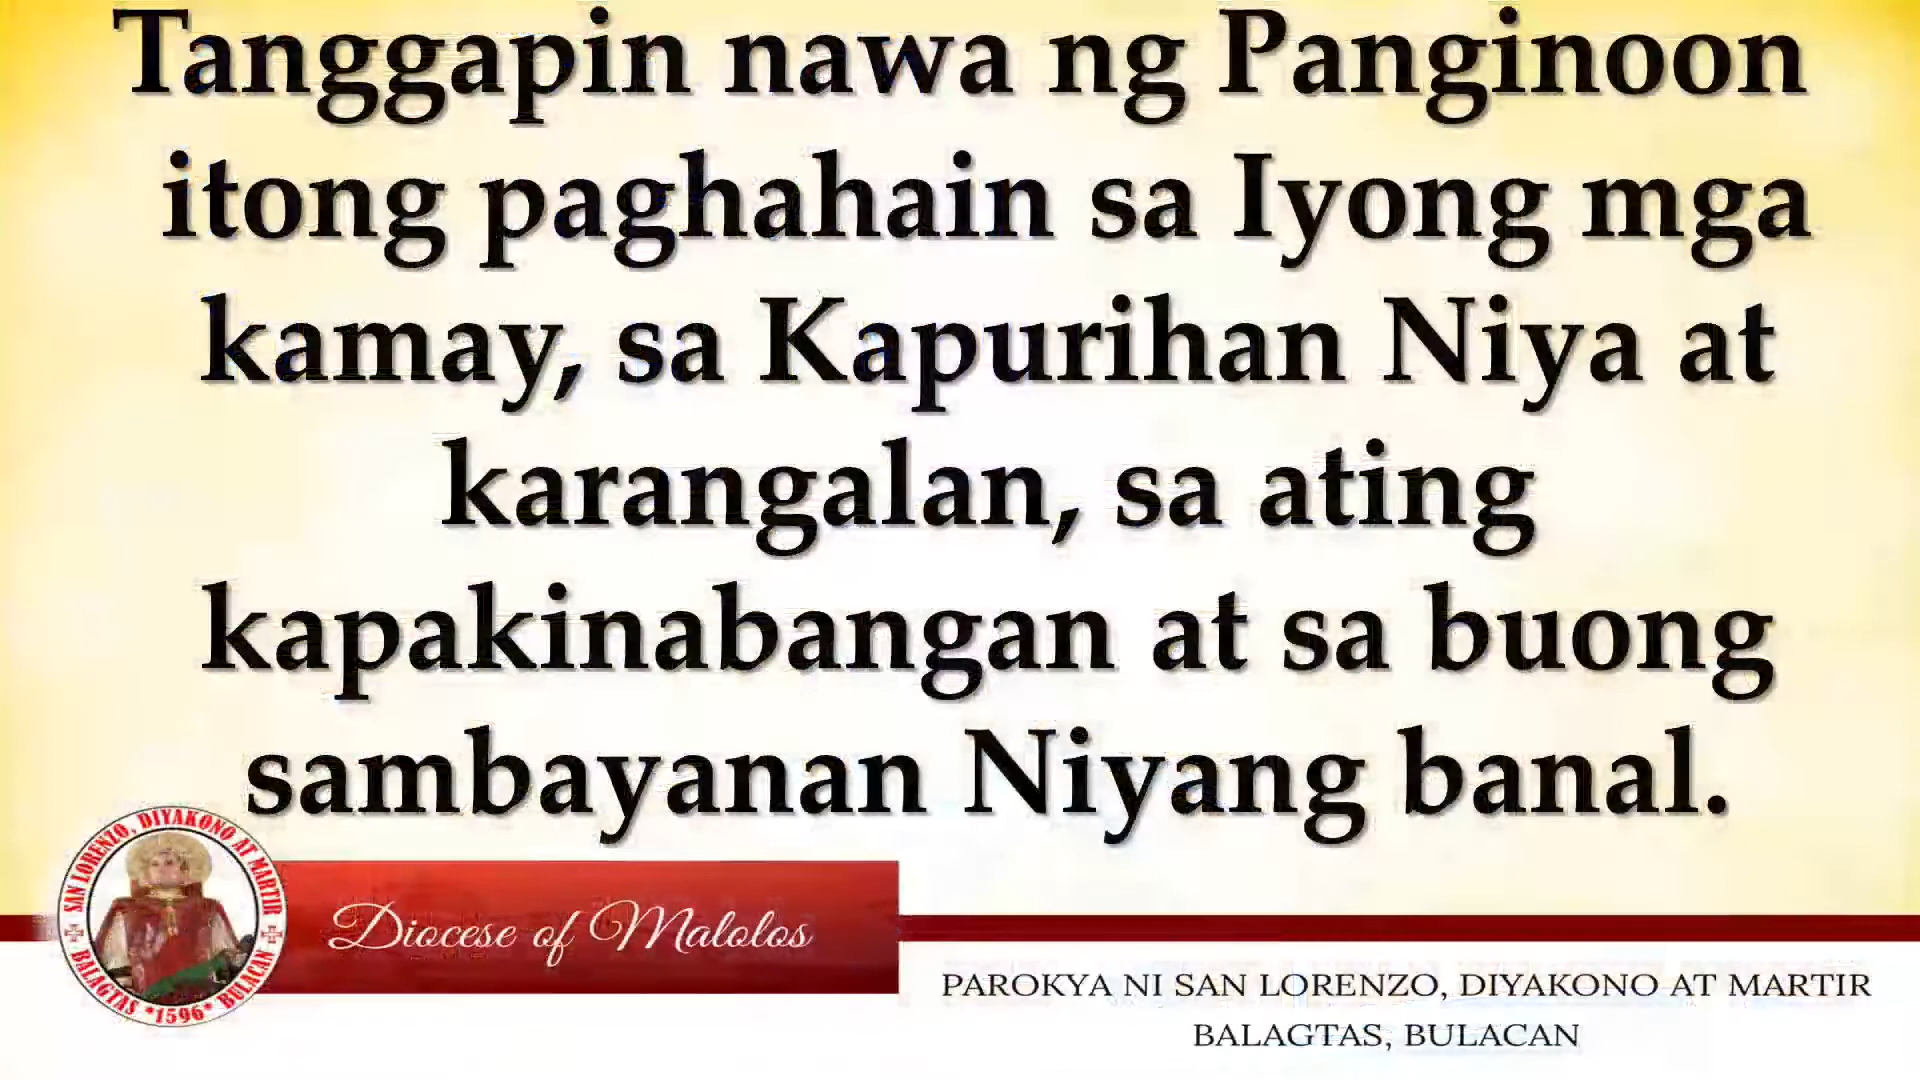 Tanggapin nawa ng Panginoon
itong paghahain sa Iyong mga
kamay, sa Kapurihan Niya at
karangalan, sa ating
kapakinabangan at sa buong
sambayanan Niyang banal.
SAN LORENZO, DIYAKONO AT MARTIR
BALAGTAS *1596* BULACAN
Diocese of Malolos
PAROKYA NI SAN LORENZO, DIYAKONO AT MARTIR
BALAGTAS, BULACAN